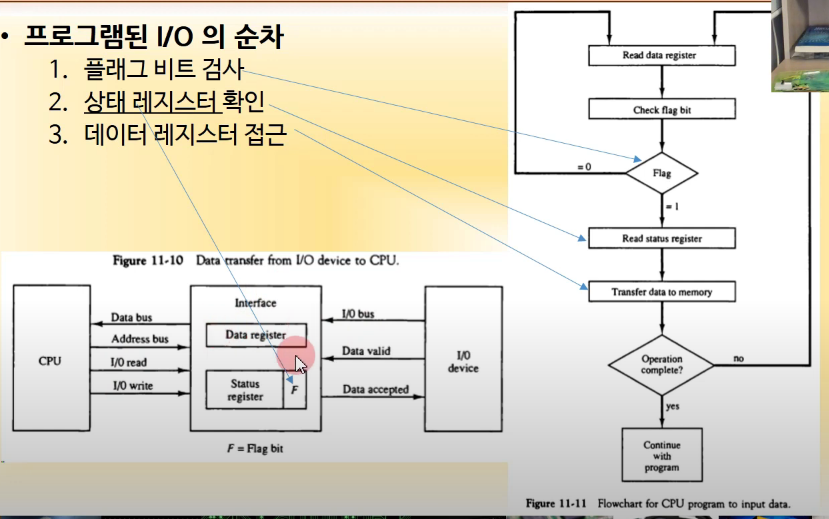 • 프로그램된 I/O 의 순차
1. 플래그 비트 검사
2. 상태 레지스터 확인
3. 데이터 레지스터 접근
Figure 11-10 Data transfer from I/O device to CPU.
CPU
Data bus
Address bus
I/O read
I/O write
Interface
Data register
Status
register
F
I/O bus
Data valid
Data accepted
I/O
device
F = Flag bit
Read data register
Check flag bit
= 0
Flag
= 1
Read status register
Transfer data to memory
Operation
complete?
no
yes
Continue
with
program
Figure 11-11 Flowchart for CPU program to input data.